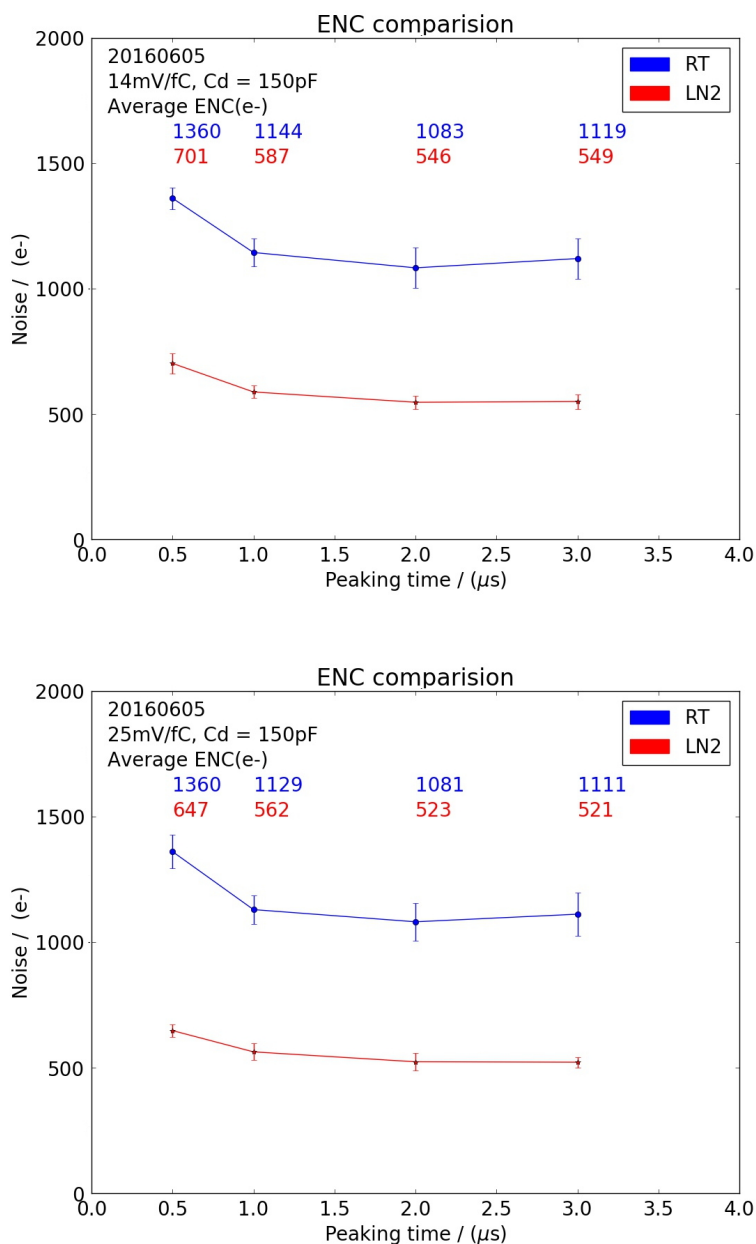 ENC comparision
2000
20160605
14mV/fC, Cd = 150pF
Average ENC(e-)
RT
LN2
1360 1144 1083 1119
701 587 546 549
1500
1000
500
0
Noise / (e-)
0.0 0.5 1.0 1.5 2.0 2.5 3.0 3.5 4.0
Peaking time / (μs)
ENC comparision
2000
20160605
25mV/fC, Cd = 150pF
Average ENC(e-)
RT
LN2
1360 1129 1081 1111
647 562 523 521
1500
1000
500
0
Noise / (e-)
0.0 0.5 1.0 1.5 2.0 2.5 3.0 3.5 4.0
Peaking time / (μs)